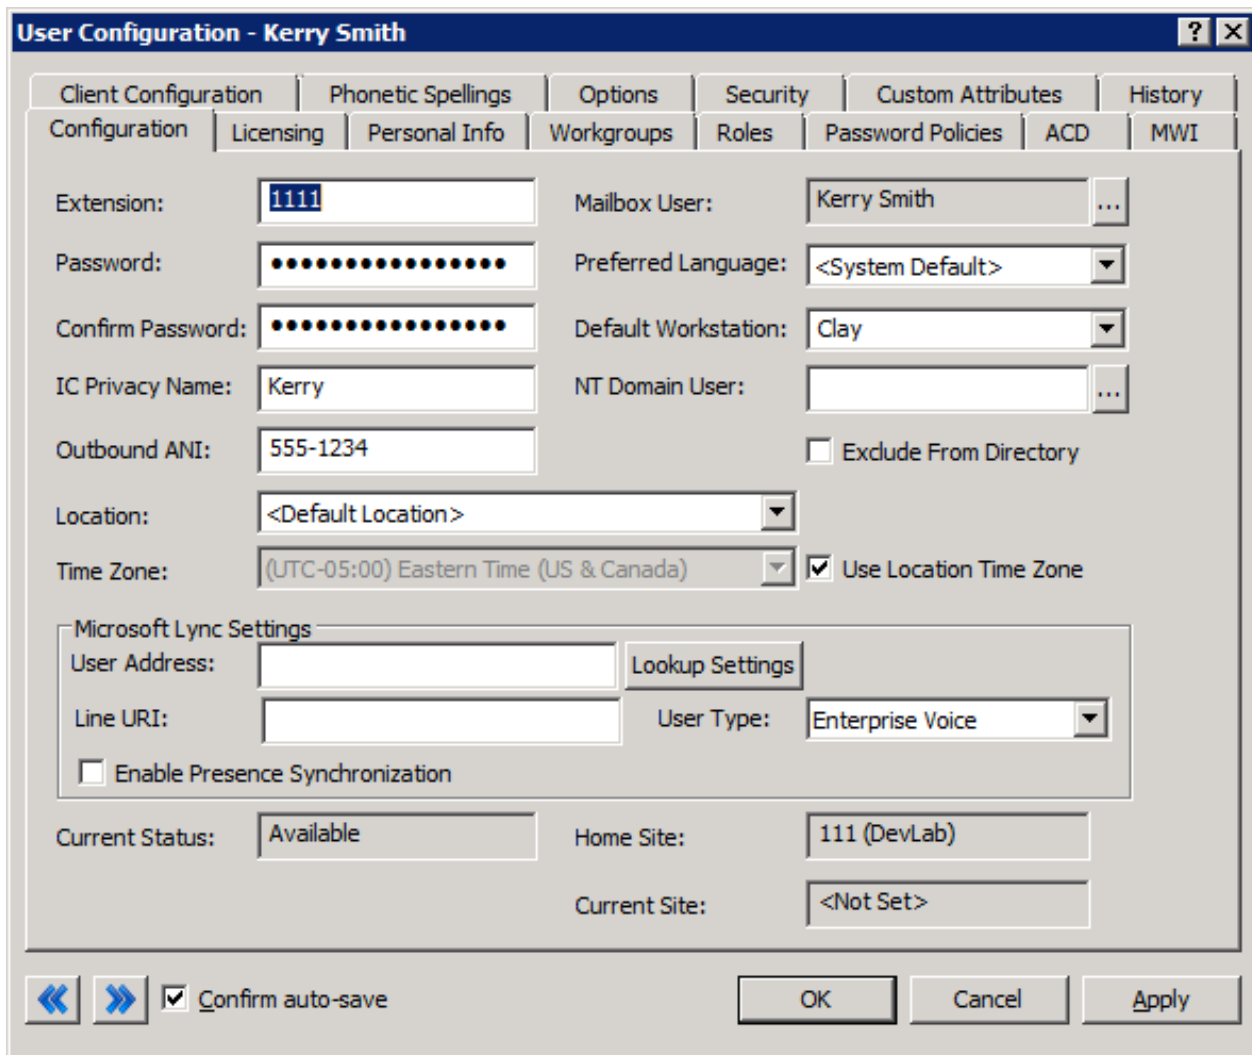 User Configuration - Kerry Smith
Client Configuration Phonetic Spellings Options Security Custom Attributes History
Configuration Licensing Personal Info Workgroups Roles Password Policies ACD MWI
Extension: 1111 Mailbox User: Kerry Smith ...
Password: •••••••••••••••• Preferred Language: <System Default>
Confirm Password: •••••••••••••••• Default Workstation: Clay
IC Privacy Name: Kerry NT Domain User: ...
Outbound ANI: 555-1234 Exclude From Directory
Location: <Default Location>
Time Zone: (UTC-05:00) Eastern Time (US & Canada) Use Location Time Zone
Microsoft Lync Settings
User Address: Lookup Settings
Line URI: User Type: Enterprise Voice
Enable Presence Synchronization
Current Status: Available Home Site: 111 (DevLab)
Current Site: <Not Set>
Confirm auto-save OK Cancel Apply